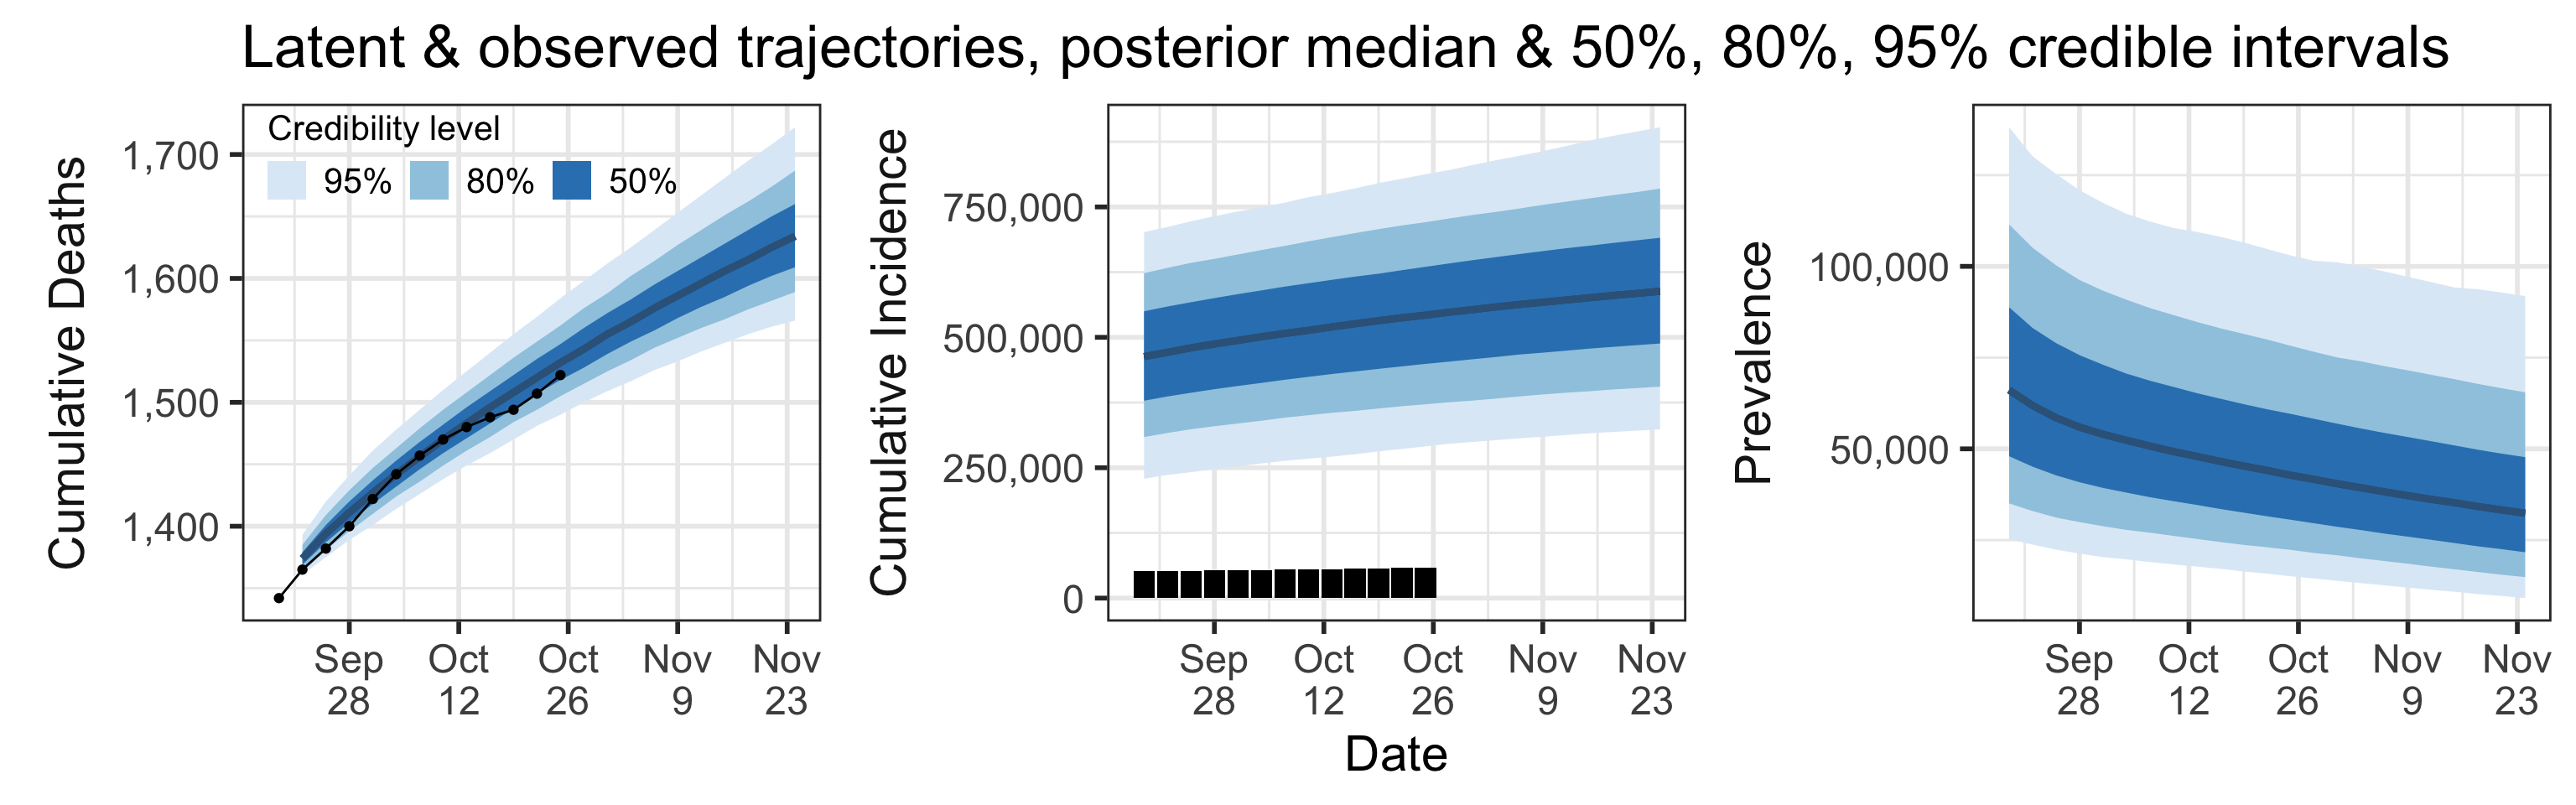 Latent & observed trajectories, posterior median & 50%, 80%, 95% credible intervals
Cumulative Deaths
1,700
1,600
1,500
1,400
Credibility level
95% 80% 50%
Sep 28
Oct 12
Oct 26
Nov 9
Nov 23
Cumulative Incidence
750,000
500,000
250,000
0
Sep 28
Oct 12
Oct 26
Nov 9
Nov 23
Prevalence
100,000
50,000
Sep 28
Oct 12
Oct 26
Nov 9
Nov 23
Date